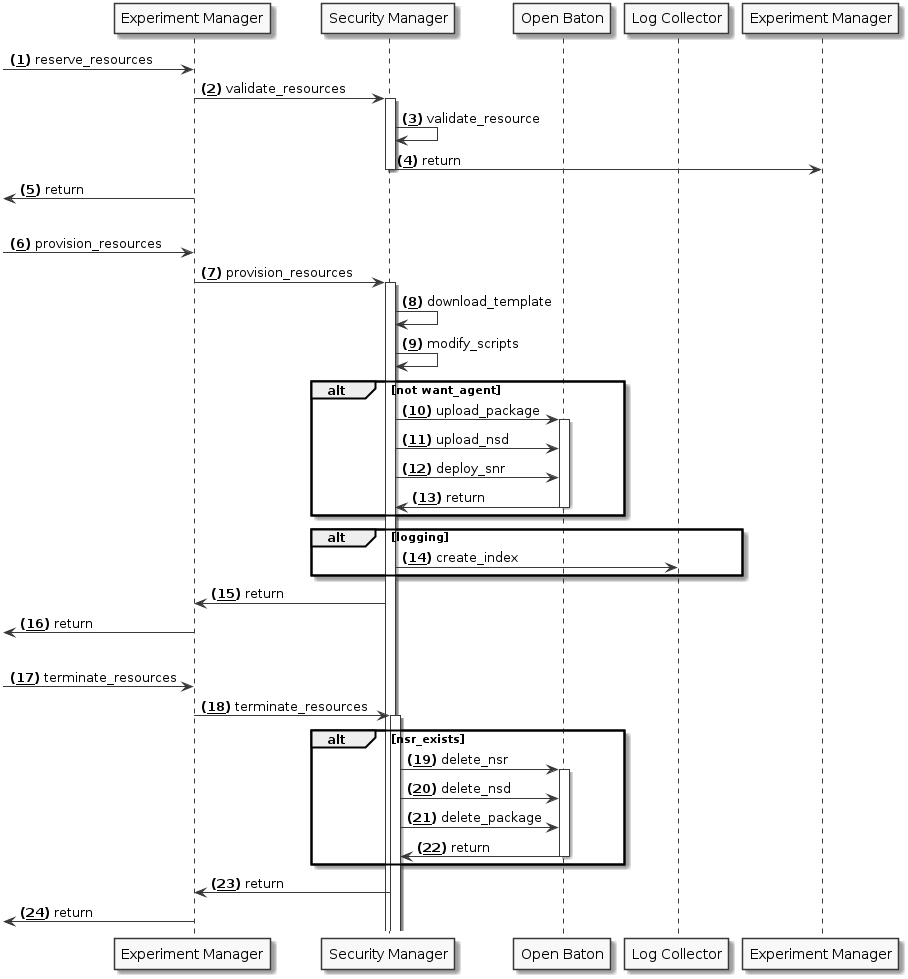 Experiment Manager Security Manager Open Baton Log Collector Experiment Manager
(1) reserve_resources
(2) validate_resources
(3) validate_resource
(4) return
(5) return
(6) provision_resources
(7) provision_resources
(8) download_template
(9) modify_scripts
alt [not want_agent]
(10) upload_package
(11) upload_nsd
(12) deploy_snr
(13) return
alt [logging]
(14) create_index
(15) return
(16) return
(17) terminate_resources
(18) terminate_resources
alt [nsr_exists]
(19) delete_nsr
(20) delete_nsd
(21) delete_package
(22) return
(23) return
(24) return
Experiment Manager Security Manager Open Baton Log Collector Experiment Manager